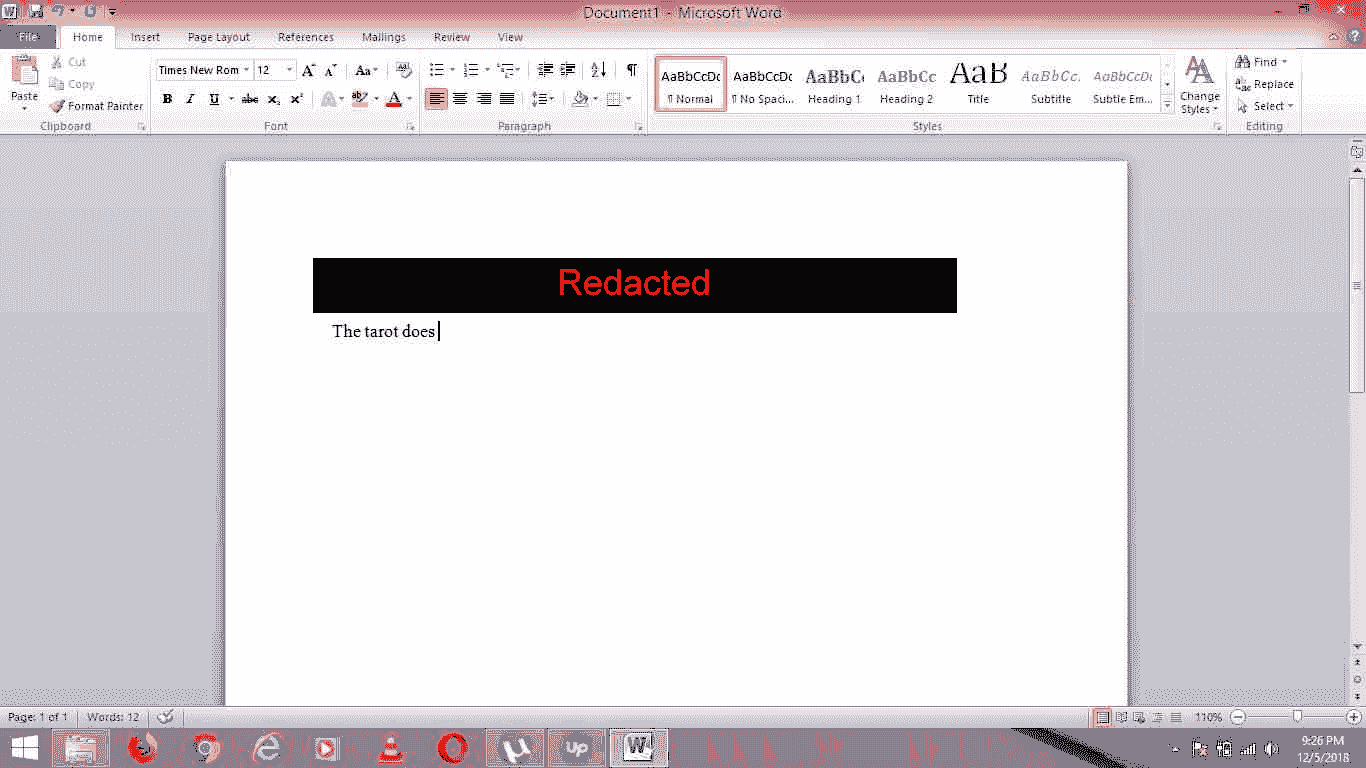 Document1 - Microsoft Word
File Home Insert Page Layout References Mallings Review View
Paste Cut Copy Format Painter Clipboard
Times New Rom 12 Font
Paragraph
AaBbCcDc AaBbCcDc AaBbC AaBbCc AaB AaBbCc. AaBbCcDc
¶ Normal ¶ No Spaci... Heading 1 Heading 2 Title Subtitle Subtle Em...
Change Styles Styles
Find Replace Select Editing
Redacted
The tarot does
Page: 1 of 1 Words: 12 110%
9:26 PM
12/5/2018